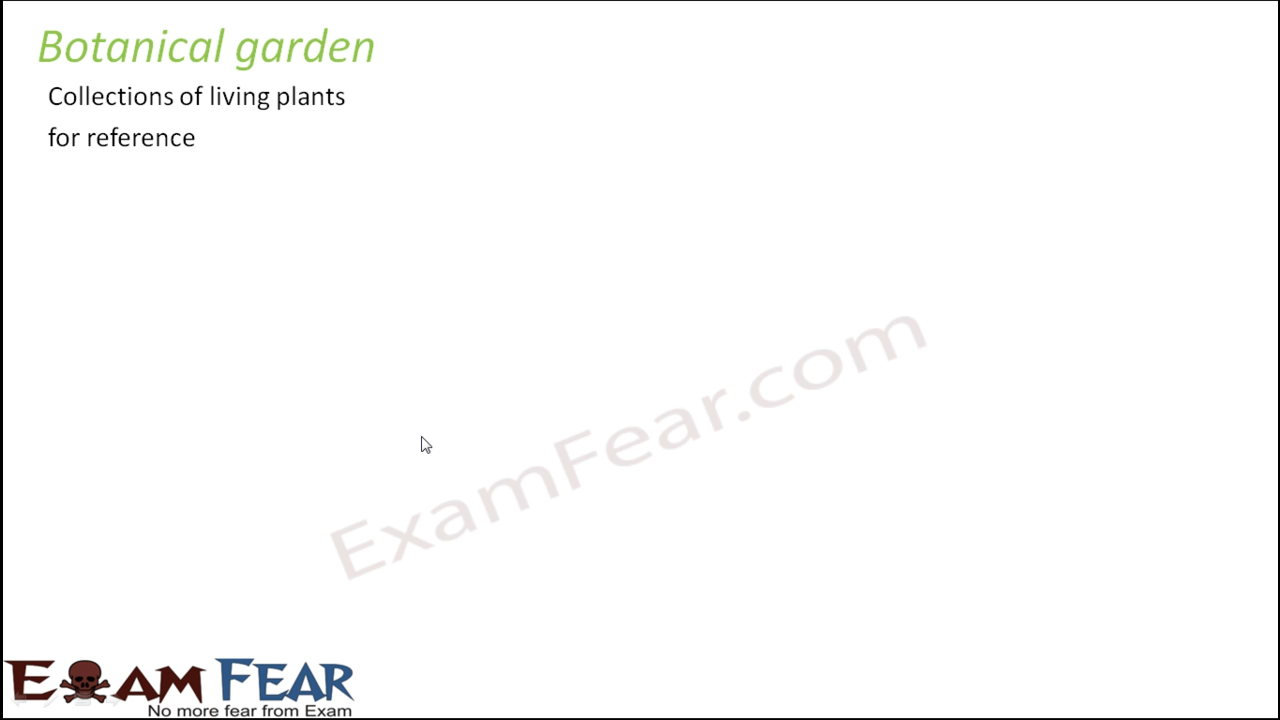 Botanical garden
Collections of living plants
for reference
ExamFear.com
EXAM FEAR
No more fear from Exam